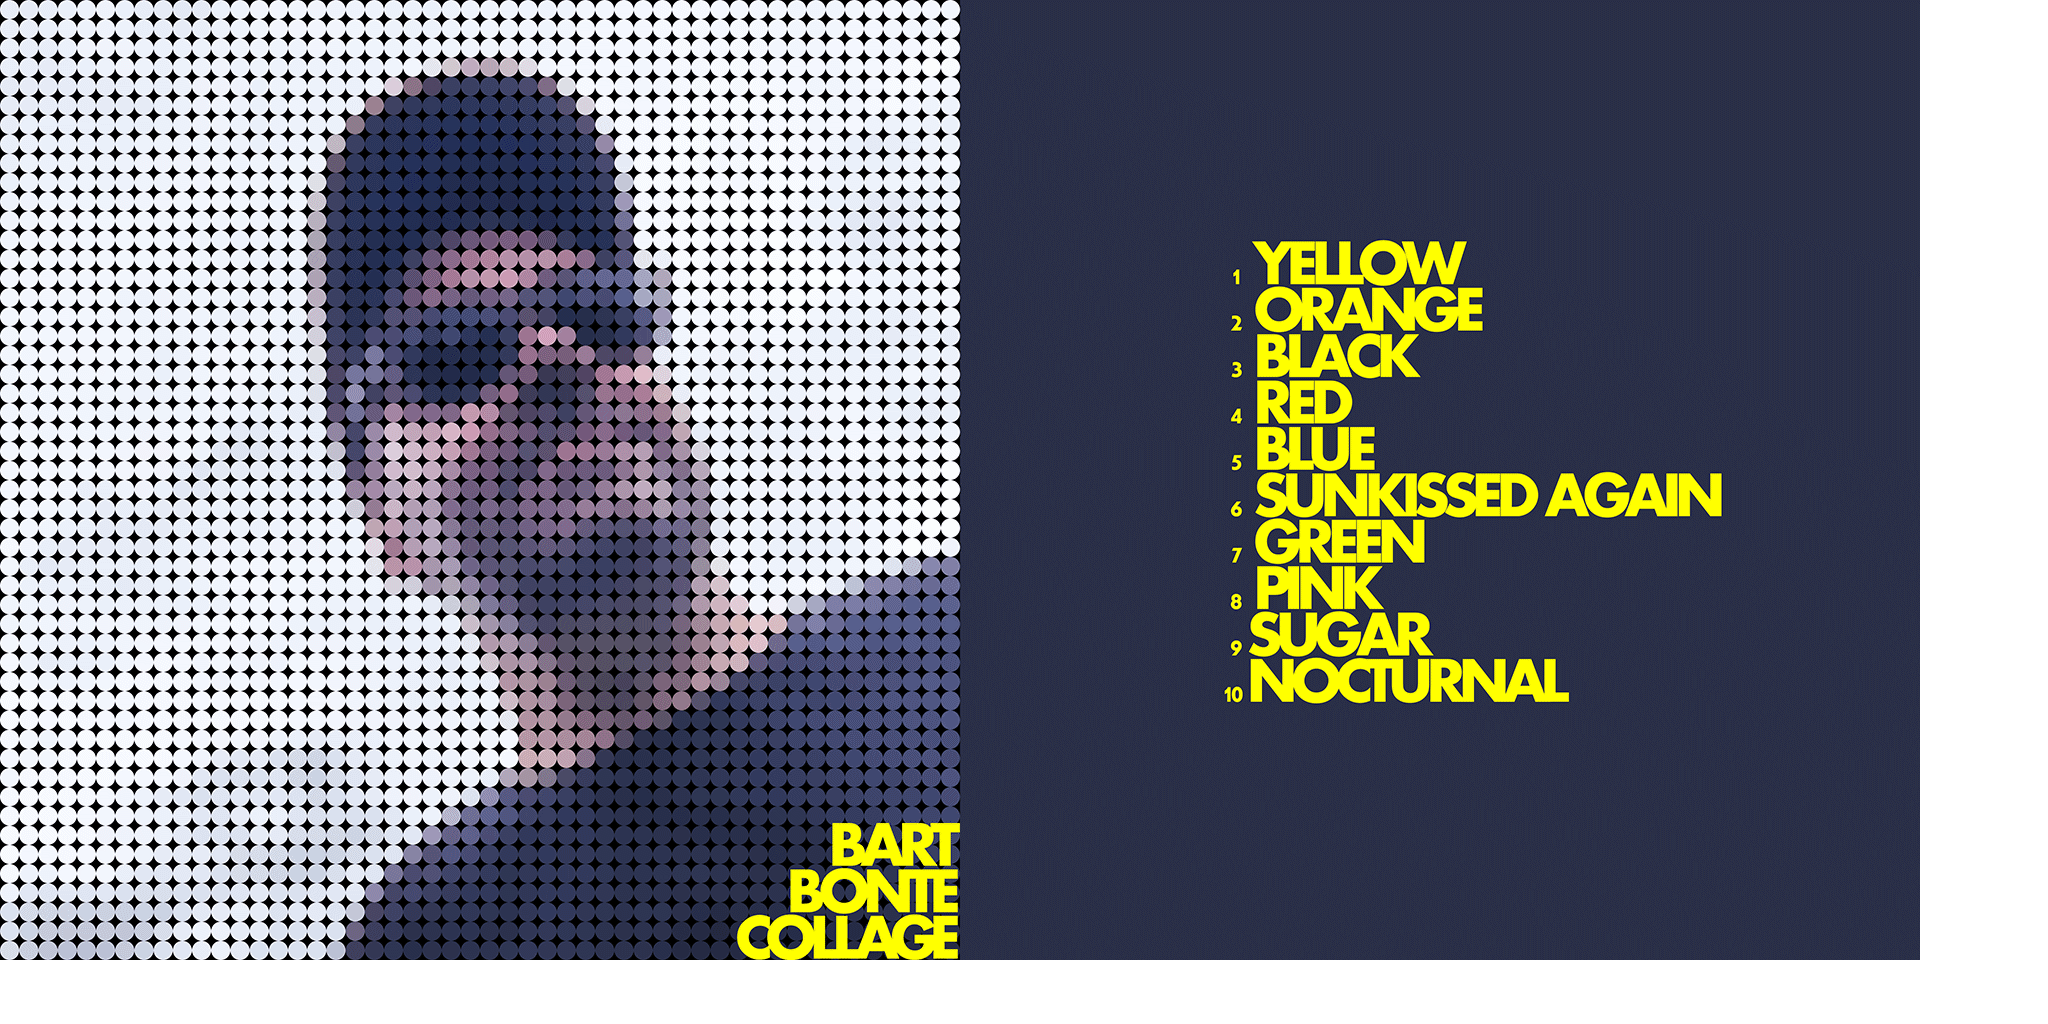 BART
BONTE
COLLAGE
1 YELLOW
2 ORANGE
3 BLACK
4 RED
5 BLUE
6 SUNKISSED AGAIN
7 GREEN
8 PINK
9 SUGAR
10 NOCTURNAL